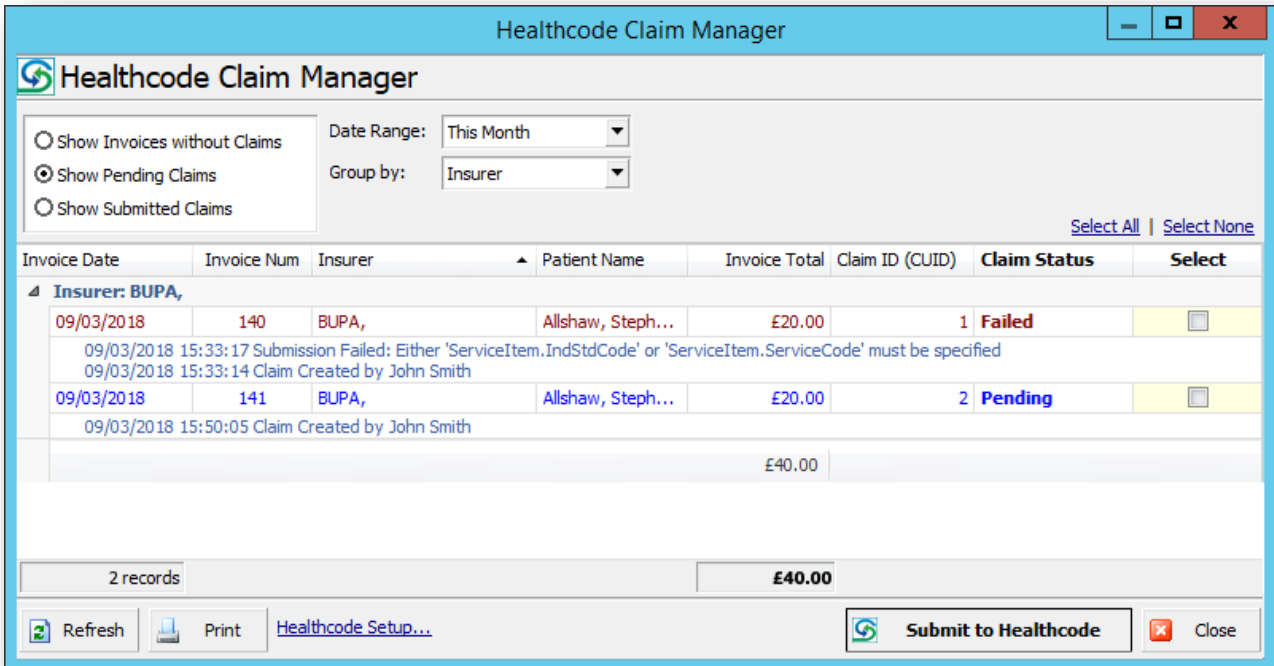 Healthcode Claim Manager
X
Healthcode Claim Manager
Show Invoices without Claims
Show Pending Claims
Show Submitted Claims
Date Range: This Month
Group by: Insurer
Select All | Select None
Invoice Date Invoice Num Insurer Patient Name Invoice Total Claim ID (CUID) Claim Status Select
Insurer: BUPA,
09/03/2018 140 BUPA, Allshaw, Steph... £20.00 1 Failed
09/03/2018 15:33:17 Submission Failed: Either 'ServiceItem.IndStdCode' or 'ServiceItem.ServiceCode' must be specified
09/03/2018 15:33:14 Claim Created by John Smith
09/03/2018 141 BUPA, Allshaw, Steph... £20.00 2 Pending
09/03/2018 15:50:05 Claim Created by John Smith
£40.00
2 records £40.00
Refresh Print Healthcode Setup... Submit to Healthcode Close